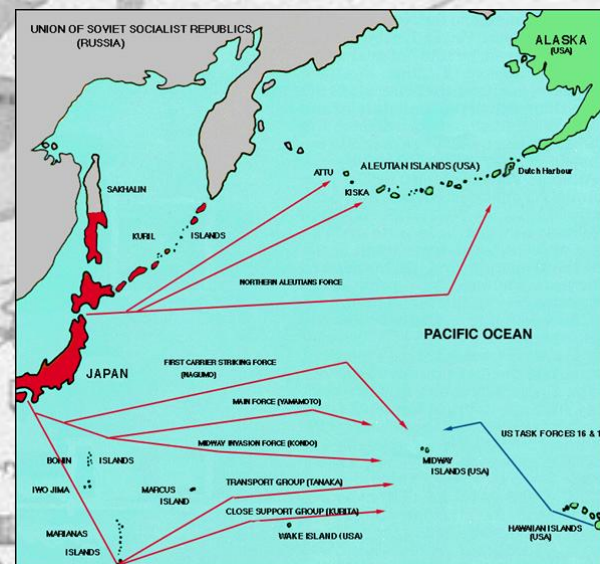 UNION OF SOVIET SOCIALIST REPUBLICS
(RUSSIA)
ALASKA
(USA)
ATTU
ALEUTIAN ISLANDS (USA)
Dutch Harbour
KISKA
SAKHALIN
KURIL
ISLANDS
NORTHERN ALEUTIANS FORCE
PACIFIC OCEAN
JAPAN
FIRST CARRIER STRIKING FORCE
(NAGUMO)
MAIN FORCE (YAMAMOTO)
MIDWAY INVASION FORCE (KONDO)
US TASK FORCES 16 & 1
BONIN
ISLANDS
MIDWAY
ISLANDS (USA)
IWO JIMA
MARCUS
ISLAND
TRANSPORT GROUP (TANAKA)
CLOSE SUPPORT GROUP (KURITA)
MARIANAS
ISLANDS
WAKE ISLAND (USA)
HAWAIIAN ISLANDS
(USA)